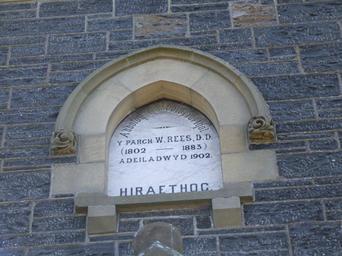 Y PARCH W. REES, D.D.
(1802 — 1883)
ADEILADWYD 1902.
HIRAETHOG.